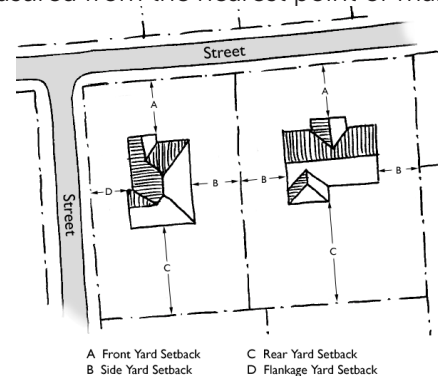 Street
A
A
Street
D
B
B
B
C
C
A Front Yard Setback
B Side Yard Setback
C Rear Yard Setback
D Flankage Yard Setback